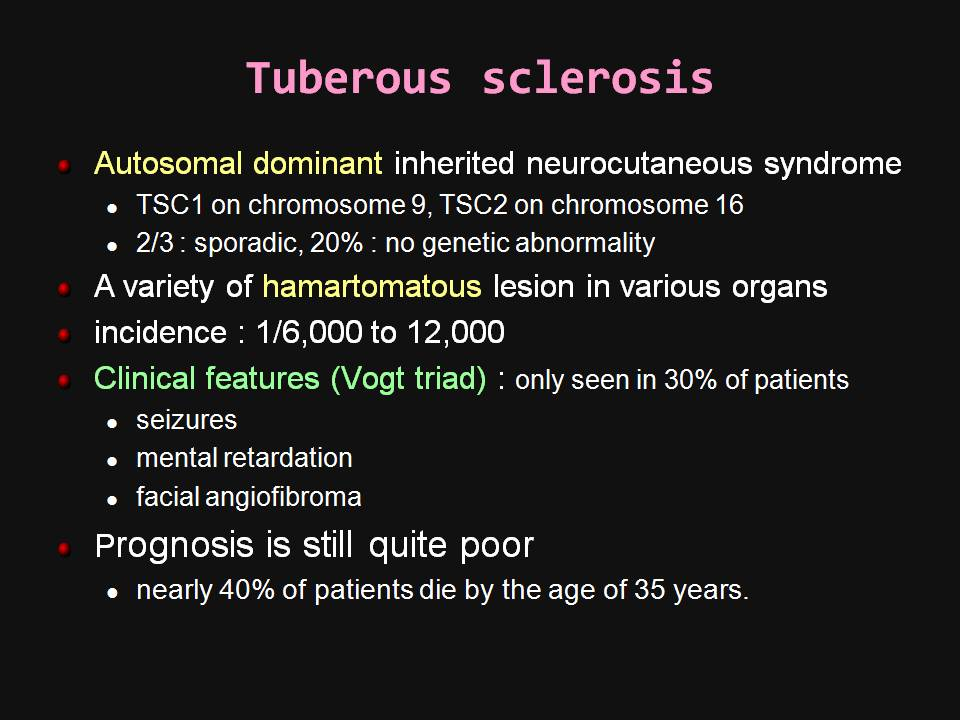 Tuberous sclerosis
Autosomal dominant inherited neurocutaneous syndrome
TSC1 on chromosome 9, TSC2 on chromosome 16
2/3 : sporadic, 20% : no genetic abnormality
A variety of hamartomatous lesion in various organs
incidence : 1/6,000 to 12,000
Clinical features (Vogt triad) : only seen in 30% of patients
seizures
mental retardation
facial angiofibroma
Prognosis is still quite poor
nearly 40% of patients die by the age of 35 years.